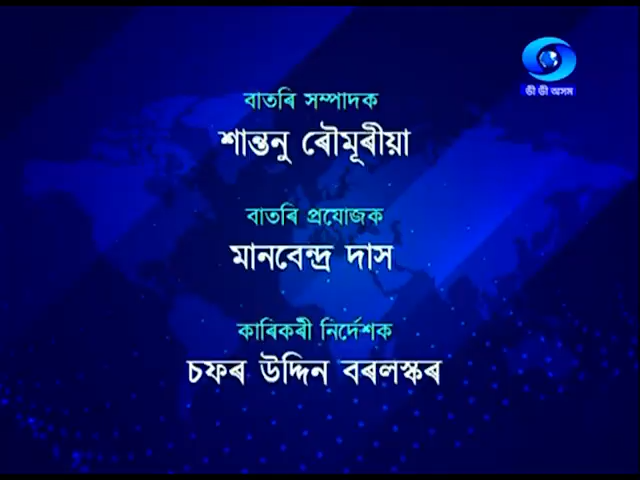 ডী ডী অসম
বাতৰি সম্পাদক
শান্তনু ৰৌমূৰীয়া
বাতৰি প্ৰযোজক
মানবেন্দ্ৰ দাস
কাৰিকৰী নিৰ্দেশক
চফৰ উদ্দিন বৰলস্কৰ